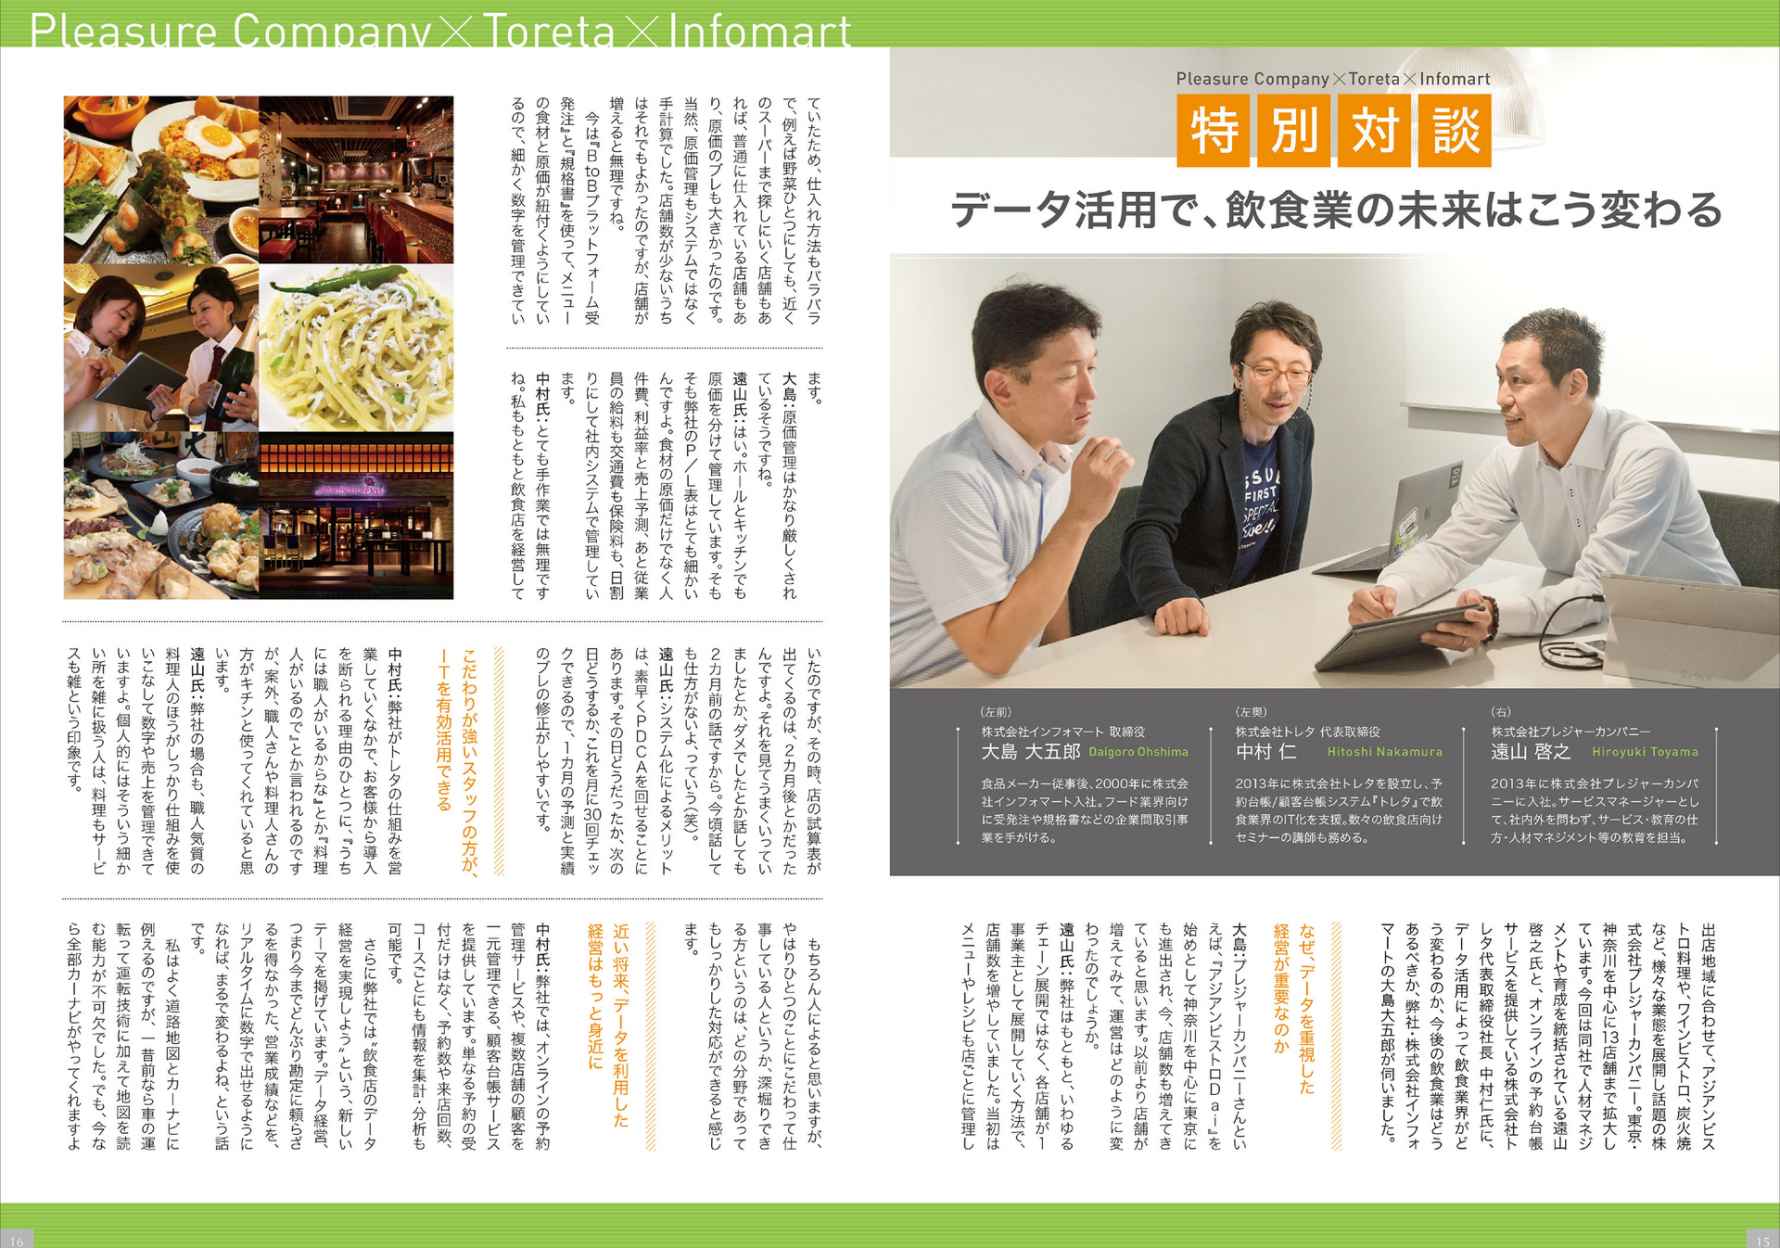 Pleasure Company×Toreta×Infomart
特別対談
データ活用で、飲食業の未来はこう変わる
(左前)
株式会社インフォマート 取締役
大島 大五郎 Daigoro Ohshima
食品メーカー従事後、2000年に株式会
社インフォマート入社。フード業界向け
に受発注や規格書などの企業間取引事
業を手がける。
(左奥)
株式会社トレタ 代表取締役
中村 仁 Hitoshi Nakamura
2013年に株式会社トレタを設立し、予
約台帳/顧客台帳システム『トレタ』で飲
食業界のIT化を支援。数々の飲食店向け
セミナーの講師も務める。
(右)
株式会社プレジャーカンパニー
遠山 啓之 Hiroyuki Toyama
2013年に株式会社プレジャーカンパ
ニーに入社。サービスマネージャーとし
て、社内外を問わず、サービス・教育の仕
方・人材マネジメント等の教育を担当。
出店地域に合わせて、アジアンビス
トロ料理や、ワインビストロ、炭火焼
など、様々な業態を展開し話題の株
式会社プレジャーカンパニー。東京・
神奈川を中心に13店舗まで拡大し
ています。今回は同社で人材マネジ
メントや育成を統括されている遠山
啓之氏と、オンラインの予約台帳
サービスを提供している株式会社ト
レタ代表取締役社長 中村仁氏に、
データ活用によって飲食業界がど
う変わるのか、今後の飲食業はどう
あるべきか、弊社・株式会社インフォ
マートの大島大五郎が伺いました。
なぜ、データを重視した
経営が重要なのか
大島：プレジャーカンパニーさんとい
えば、『アジアンビストロDai』を
始めとして神奈川を中心に東京に
も進出され、今、店舗数も増えてき
ていると思います。以前より店舗が
増えてみて、運営はどのように変
わったのでしょうか。
遠山氏：弊社はもともと、いわゆる
チェーン展開ではなく、各店舗が1
事業主として展開していく方法で、
店舗数を増やしていました。当初は
メニューやレシピも店ごとに管理し
Pleasure Company×Toreta×Infomart
ていたため、仕入れ方法もバラバラ
で、例えば野菜ひとつにしても、近く
のスーパーまで探しにいく店舗もあ
れば、普通に仕入れている店舗もあ
り、原価のブレも大きかったのです。
当然、原価管理もシステムではなく
手計算でした。店舗数が少ないうち
はそれでもよかったのですが、店舗が
増えると無理ですね。
今は『BtoBプラットフォーム受
発注』と『規格書』を使って、メニュー
の食材と原価が紐付くようにしてい
るので、細かく数字を管理できてい
ます。
大島：原価管理はかなり厳しくされ
ているそうですね。
遠山氏：はい。ホールとキッチンでも
原価を分けて管理しています。そも
そも弊社のP／L表はとても細かい
んですよ。食材の原価だけでなく人
件費、利益率と売上予測、あと従業
員の給料も交通費も保険料も、日割
りにして社内システムで管理してい
ます。
中村氏：とても手作業では無理です
ね。私ももともと飲食店を経営して
いたのですが、その時、店の試算表が
出てくるのは、2カ月後とかだった
んですよ。それを見てうまくいってい
ましたとか、ダメでしたとか話しても
2カ月前の話ですから。今頃話して
も仕方がないよ、っていう（笑）。
遠山氏：システム化によるメリット
は、素早くPDCAを回せることに
あります。その日どうだったか、次の
日どうするか、これを月に30回チェッ
クできるので、1カ月の予測と実績
のブレの修正がしやすいです。
こだわりが強いスタッフの方が、
ITを有効活用できる
中村氏：弊社がトレタの仕組みを営
業していくなかで、お客様から導入
を断られる理由のひとつに、『うち
には職人がいるからな』とか『料理
人がいるので』とか言われるのです
が、案外、職人さんや料理人さんの
方がキチンと使ってくれていると思
います。
遠山氏：弊社の場合も、職人気質の
料理人のほうがしっかり仕組みを使
いこなして数字や売上を管理できて
いますよ。個人的にはそういう細か
い所を雑に扱う人は、料理もサービ
スも雑という印象です。
もちろん人によると思いますが、
やはりひとつのことにこだわって仕
事している人というか、深堀りでき
る方というのは、どの分野であって
もしっかりした対応ができると感じ
ます。
近い将来、データを利用した
経営はもっと身近に
中村氏：弊社では、オンラインの予約
管理サービスや、複数店舗の顧客を
一元管理できる、顧客台帳サービス
を提供しています。単なる予約の受
付だけはなく、予約数や来店回数、
コースごとにも情報を集計・分析も
可能です。
さらに弊社では〝飲食店のデータ
経営を実現しよう〟という、新しい
テーマを掲げています。データ経営、
つまり今までどんぶり勘定に頼らざ
るを得なかった、営業成績などを、
リアルタイムに数字で出せるように
なれば、まるで変わるよね、という話
です。
私はよく道路地図とカーナビに
例えるのですが、一昔前なら車の運
転って運転技術に加えて地図を読
む能力が不可欠でした。でも、今な
ら全部カーナビがやってくれますよ
16
15